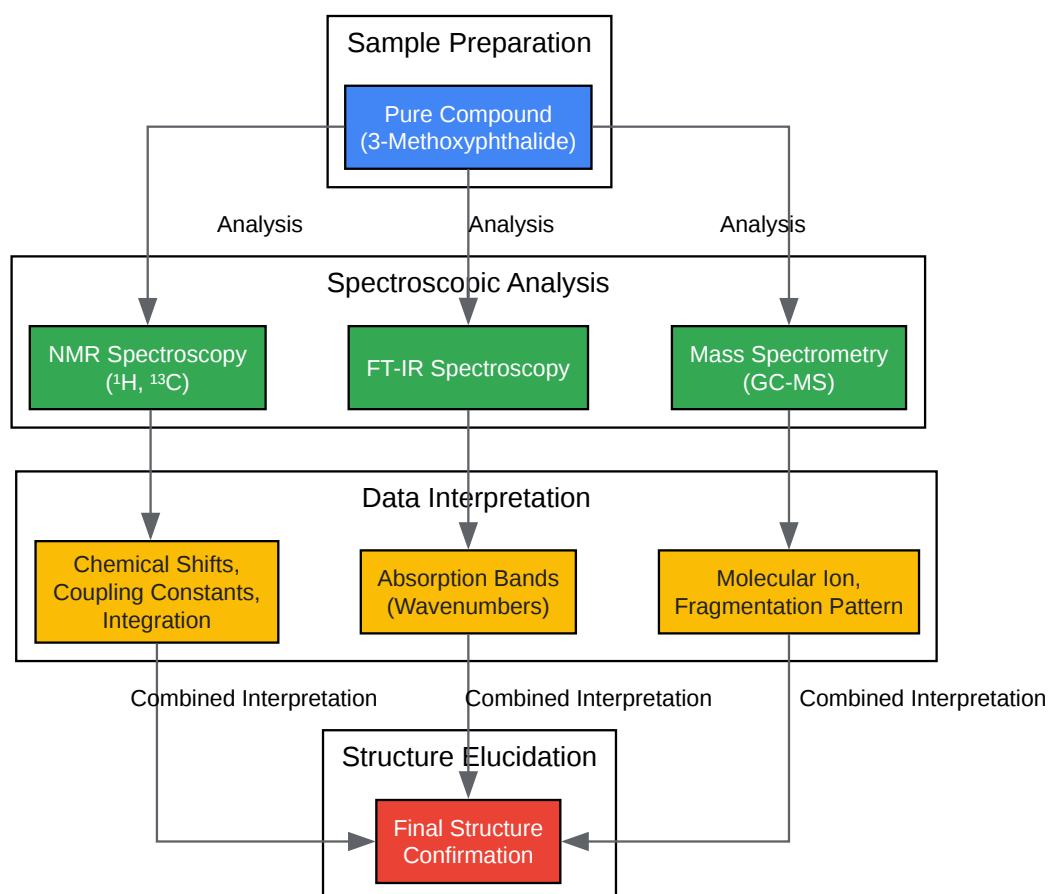 Sample Preparation
Pure Compound
(3-Methoxyphthalide)
Analysis
Analysis
Analysis
Spectroscopic Analysis
NMR Spectroscopy
(¹H, ¹³C)
FT-IR Spectroscopy
Mass Spectrometry
(GC-MS)
Data Interpretation
Chemical Shifts,
Coupling Constants,
Integration
Absorption Bands
(Wavenumbers)
Molecular Ion,
Fragmentation Pattern
Combined Interpretation
Combined Interpretation
Combined Interpretation
Structure Elucidation
Final Structure
Confirmation